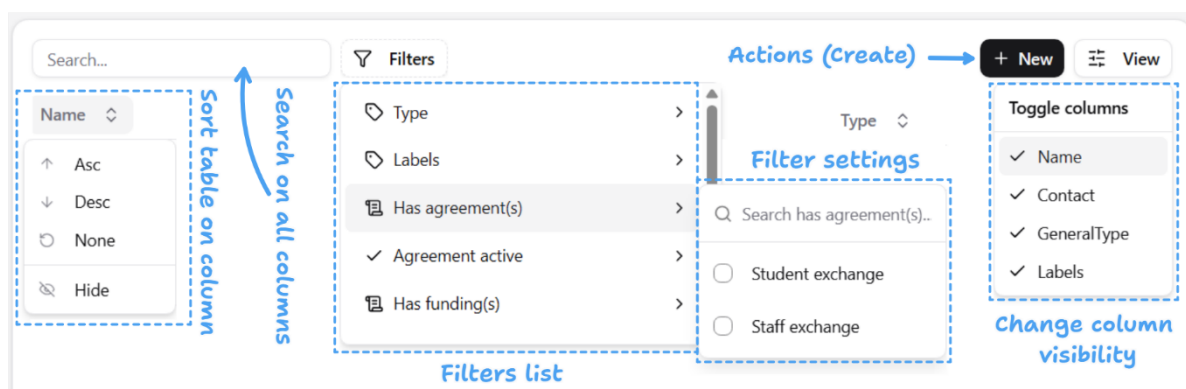 Search...
Filters
Actions (Create)
+ New
View
Name
Asc
Desc
None
Hide
Sort table on column
Search on all columns
Type
Labels
Has agreement(s)
Agreement active
Has funding(s)
Filters list
Type
Filter settings
Search has agreement(s)..
Student exchange
Staff exchange
Toggle columns
Name
Contact
GeneralType
Labels
Change column
visibility